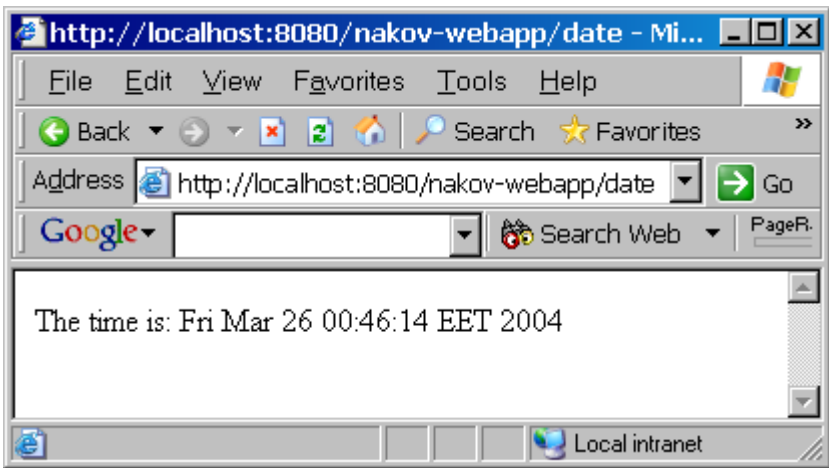 http://localhost:8080/nakov-webapp/date - Mi...
File Edit View Favorites Tools Help
Back Search Favorites »
Address http://localhost:8080/nakov-webapp/date Go
Google Search Web PageR.
The time is: Fri Mar 26 00:46:14 EET 2004
Local intranet